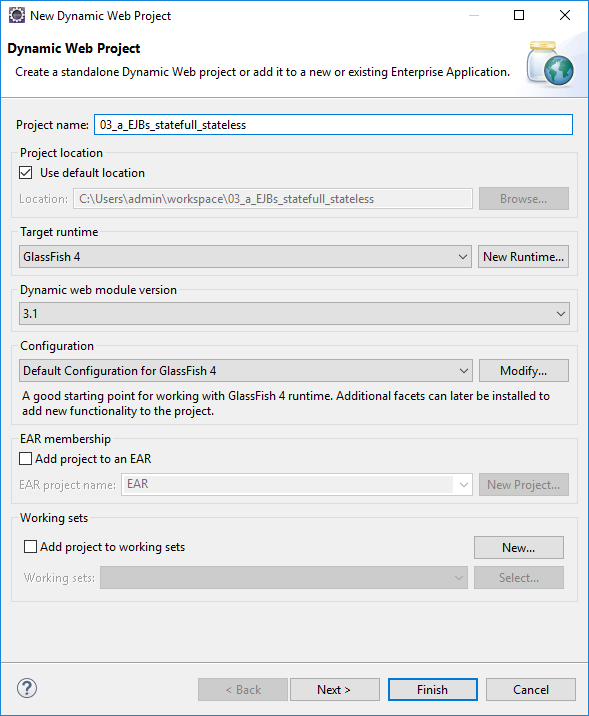 New Dynamic Web Project
Dynamic Web Project
Create a standalone Dynamic Web project or add it to a new or existing Enterprise Application.
Project name: 03_a_EJBs_statefull_stateless
Project location
Use default location
Location: C:\Users\admin\workspace\03_a_EJBs_statefull_stateless Browse...
Target runtime
GlassFish 4 New Runtime...
Dynamic web module version
3.1
Configuration
Default Configuration for GlassFish 4 Modify...
A good starting point for working with GlassFish 4 runtime. Additional facets can later be installed to
add new functionality to the project.
EAR membership
Add project to an EAR
EAR project name: EAR New Project...
Working sets
Add project to working sets New...
Working sets: Select...
? < Back Next > Finish Cancel